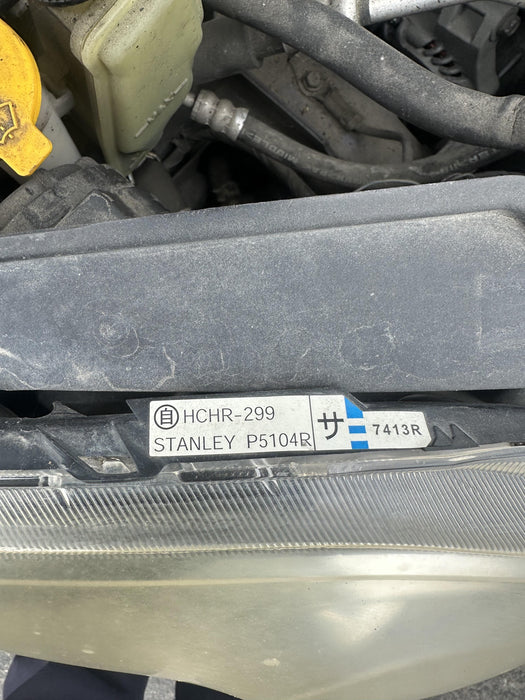 自 HCHR-299
STANLEY P5104R
サ
7413R